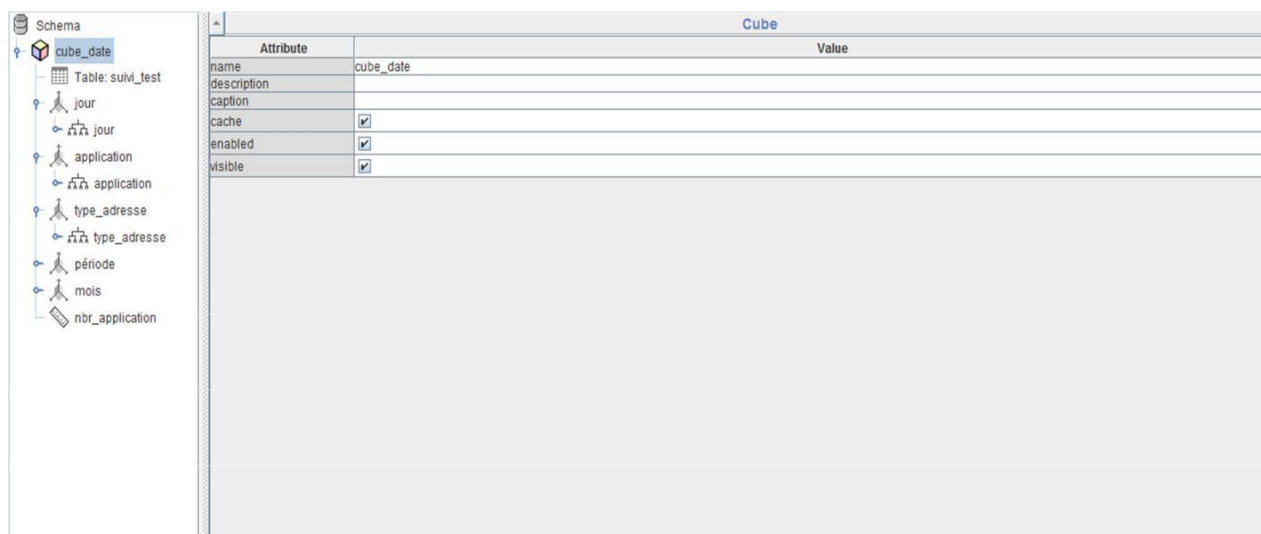 Schema
cube_date
Table: suivi_test
jour
jour
application
application
type_adresse
type_adresse
période
mois
nbr_application
Cube
Attribute Value
name cube_date
description
caption
cache
enabled
visible